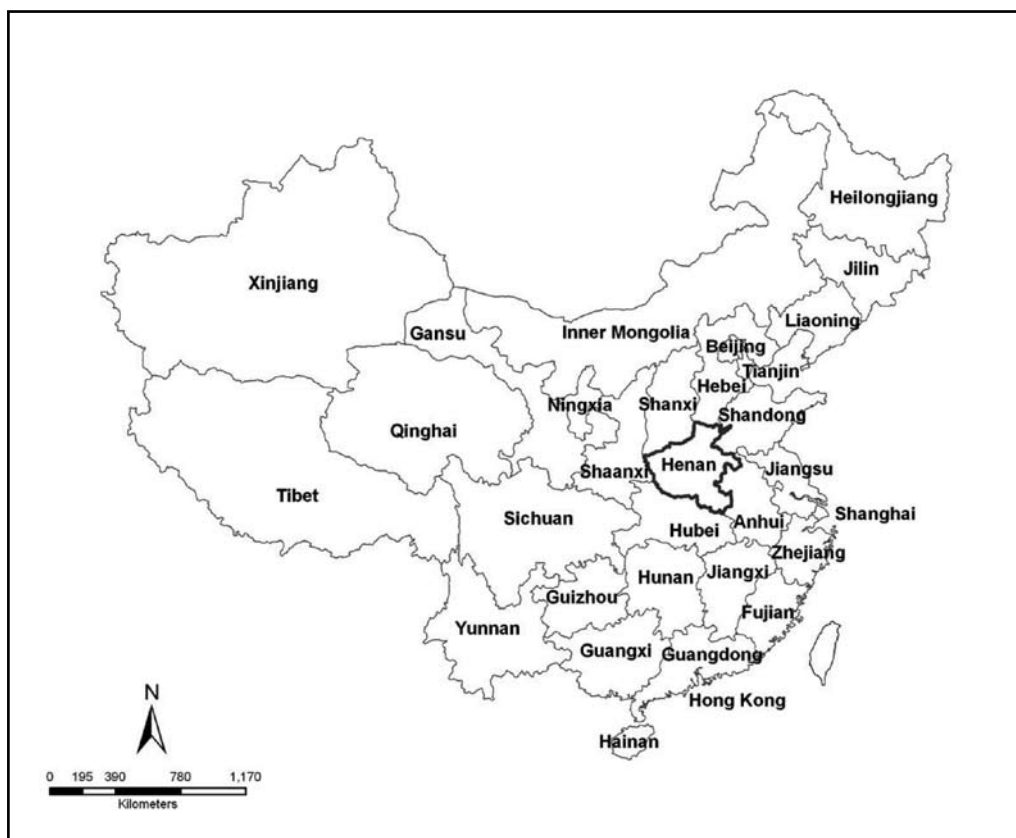 Heilongjiang
Jilin
Xinjiang
Liaoning
Gansu
Inner Mongolia
Beijing
Tianjin
Hebei
Ningxia
Shanxi
Shandong
Qinghai
Henan
Shaanxi
Jiangsu
Tibet
Sichuan
Shanghai
Hubei
Anhui
Zhejiang
Hunan
Jiangxi
Guizhou
Fujian
Yunnan
Guangxi
Guangdong
Hong Kong
Hainan
N
0 195 390 780 1,170
Kilometers